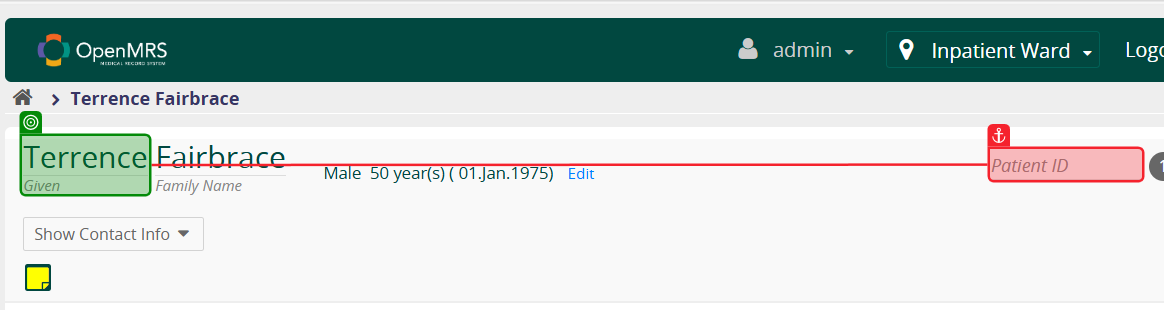 OpenMRS
MEDICAL RECORD SYSTEM
admin
Inpatient Ward
Logo
Terrence Fairbrace
Terrence Fairbrace
Given
Family Name
Male 50 year(s) ( 01.Jan.1975)
Edit
Patient ID
Show Contact Info